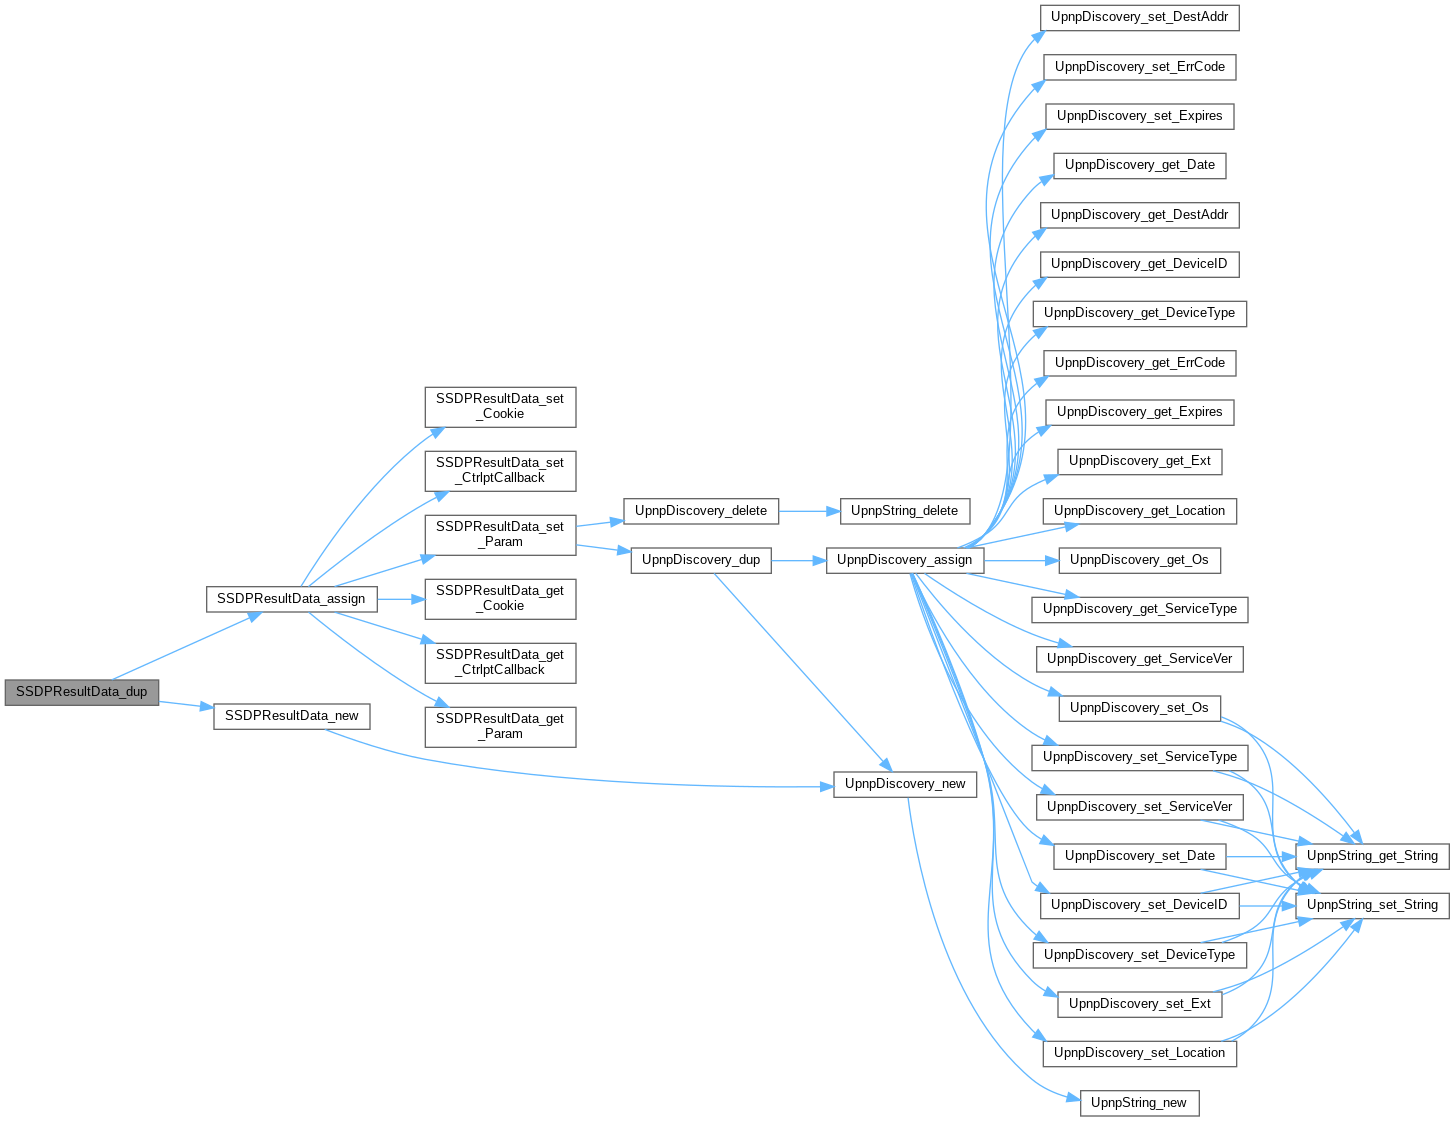 SSDPResultData_dup
SSDPResultData_assign
SSDPResultData_new
SSDPResultData_set
_Cookie
SSDPResultData_set
_CtrlptCallback
SSDPResultData_set
_Param
SSDPResultData_get
_Cookie
SSDPResultData_get
_CtrlptCallback
SSDPResultData_get
_Param
UpnpDiscovery_delete
UpnpDiscovery_dup
UpnpString_delete
UpnpDiscovery_assign
UpnpDiscovery_new
UpnpDiscovery_set_DestAddr
UpnpDiscovery_set_ErrCode
UpnpDiscovery_set_Expires
UpnpDiscovery_get_Date
UpnpDiscovery_get_DestAddr
UpnpDiscovery_get_DeviceID
UpnpDiscovery_get_DeviceType
UpnpDiscovery_get_ErrCode
UpnpDiscovery_get_Expires
UpnpDiscovery_get_Ext
UpnpDiscovery_get_Location
UpnpDiscovery_get_Os
UpnpDiscovery_get_ServiceType
UpnpDiscovery_get_ServiceVer
UpnpDiscovery_set_Os
UpnpDiscovery_set_ServiceType
UpnpDiscovery_set_ServiceVer
UpnpDiscovery_set_Date
UpnpDiscovery_set_DeviceID
UpnpDiscovery_set_DeviceType
UpnpDiscovery_set_Ext
UpnpDiscovery_set_Location
UpnpString_new
UpnpString_get_String
UpnpString_set_String